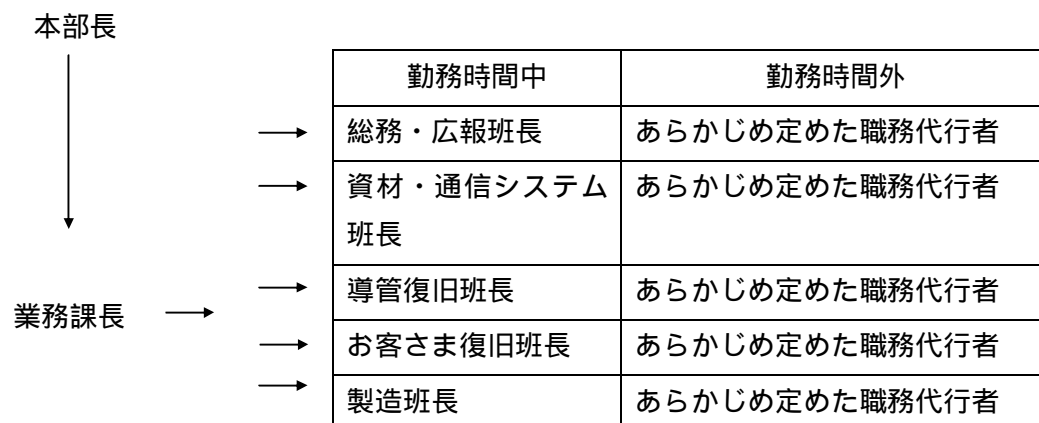 本部長
勤務時間中 勤務時間外
総務・広報班長 あらかじめ定めた職務代行者
資材・通信システム あらかじめ定めた職務代行者
班長
導管復旧班長 あらかじめ定めた職務代行者
業務課長
お客さま復旧班長 あらかじめ定めた職務代行者
製造班長 あらかじめ定めた職務代行者